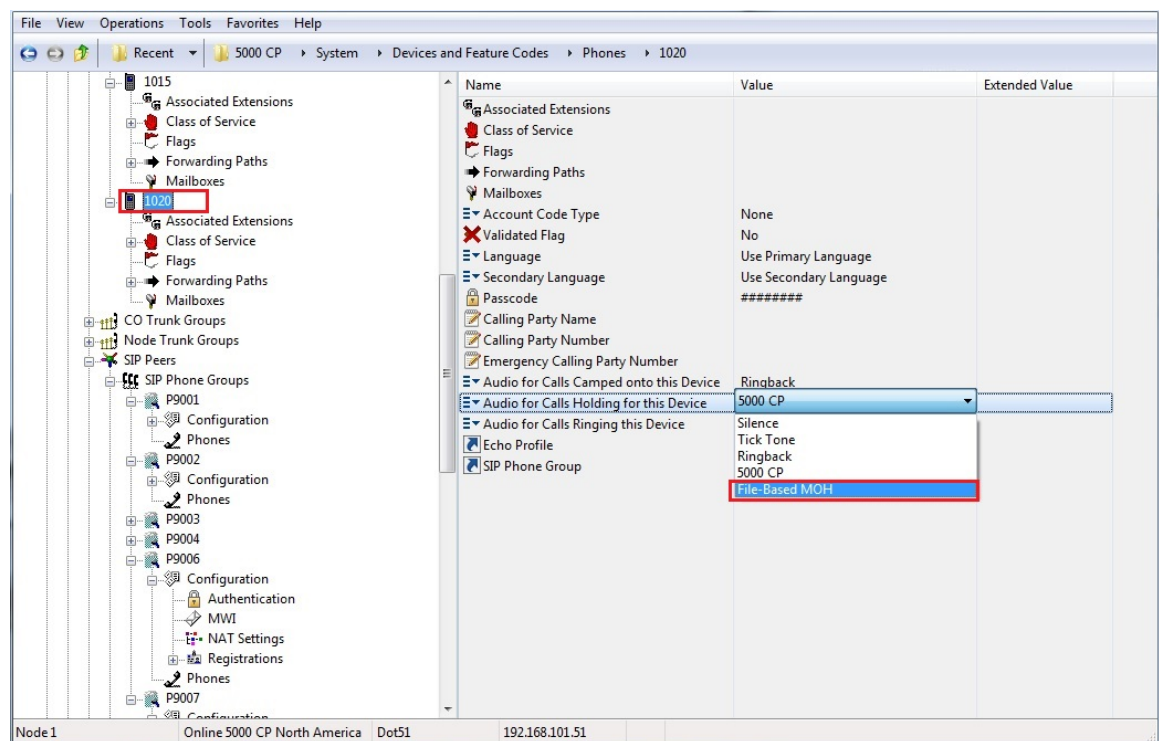 File View Operations Tools Favorites Help
Recent 5000 CP System Devices and Feature Codes Phones 1020
1015
Associated Extensions
Class of Service
Flags
Forwarding Paths
Mailboxes
1020
Associated Extensions
Class of Service
Flags
Forwarding Paths
Mailboxes
CO Trunk Groups
Node Trunk Groups
SIP Peers
SIP Phone Groups
P9001
Configuration
Phones
P9002
Configuration
Phones
P9003
P9004
P9006
Configuration
Authentication
MWI
NAT Settings
Registrations
Phones
P9007
Configuration
Name Value Extended Value
Associated Extensions
Class of Service
Flags
Forwarding Paths
Mailboxes
Account Code Type None
Validated Flag No
Language Use Primary Language
Secondary Language Use Secondary Language
Passcode ########
Calling Party Name
Calling Party Number
Emergency Calling Party Number
Audio for Calls Camped onto this Device Ringback
Audio for Calls Holding for this Device 5000 CP
Audio for Calls Ringing this Device
Echo Profile
SIP Phone Group
Silence
Tick Tone
Ringback
5000 CP
File-Based MOH
Node 1 Online 5000 CP North America Dot51 192.168.101.51